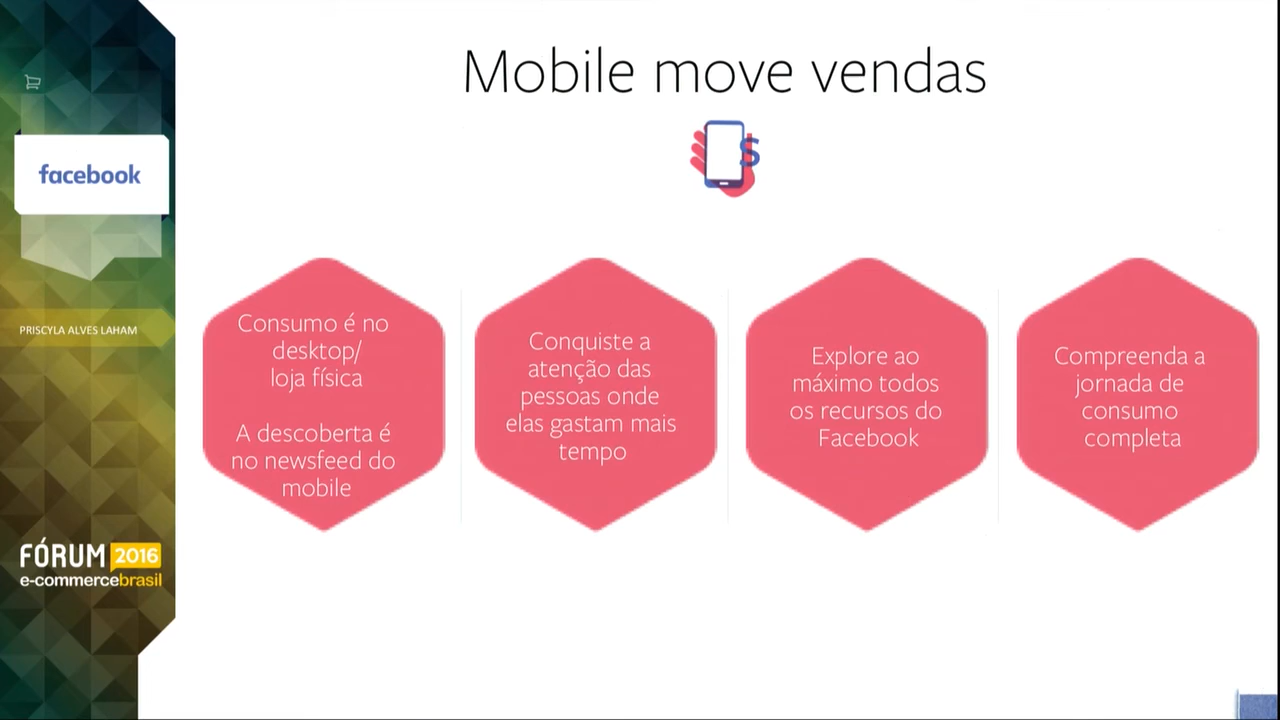 Mobile move vendas
$
facebook
PRISCYLA ALVES LAHAM
FÓRUM 2016
e-commercebrasil
Consumo é no
desktop/
loja física
A descoberta é
no newsfeed do
mobile
Conquiste a
atenção das
pessoas onde
elas gastam mais
tempo
Explore ao
máximo todos
os recursos do
Facebook
Compreenda a
jornada de
consumo
completa